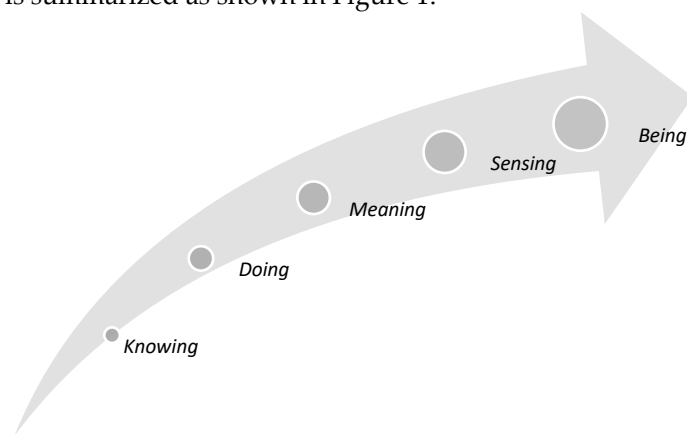 is summarized as shown in Figure 1.
Being
Sensing
Meaning
Doing
Knowing